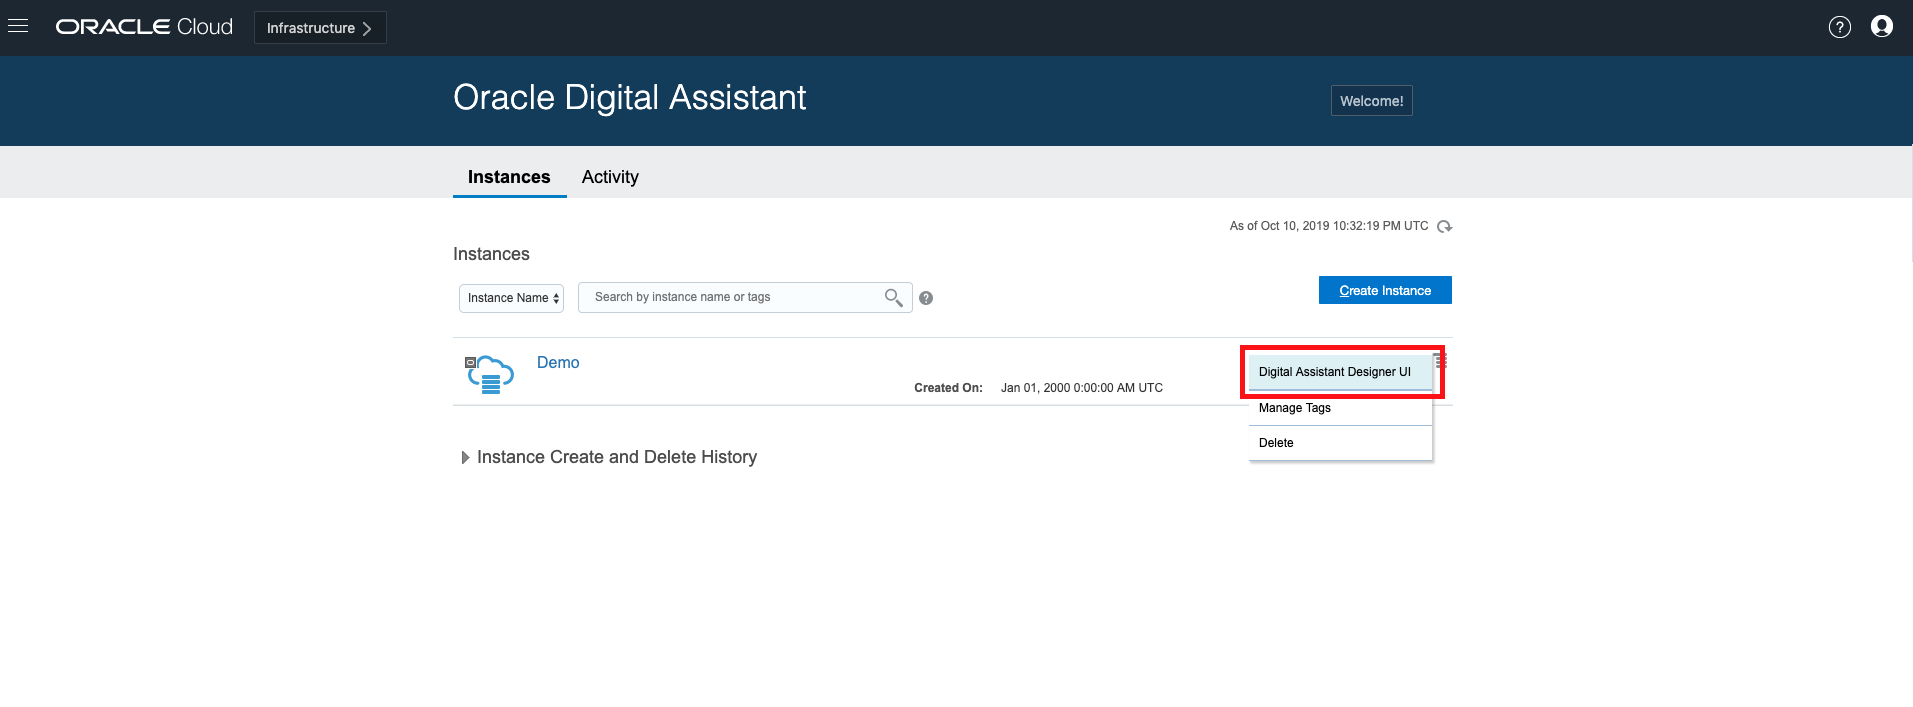 ORACLE Cloud
Infrastructure
?
Oracle Digital Assistant
Welcome!
Instances
Activity
As of Oct 10, 2019 10:32:19 PM UTC
Instances
Instance Name
Search by instance name or tags
?
Create Instance
Demo
Created On: Jan 01, 2000 0:00:00 AM UTC
Digital Assistant Designer UI
Manage Tags
Delete
Instance Create and Delete History